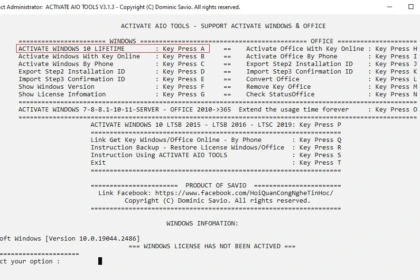 ect Administrator: ACTIVATE AIO TOOLS V3.1.3 - Copyright (C) Dominic Savio. All rights reserved.
ACTIVATE AIO TOOLS - SUPPORT ACTIVATE WINDOWS & OFFICE
WINDOWS OFFICE
ACTIVATE WINDOWS 10 LIFETIME : Key Press A == Activate Office With Key Online : Key Press H
Activate Windows With Key Online : Key Press B == Activate Office By Phone : Key Press I
Activate Windows By Phone : Key Press C == Export Step2 Installation ID : Key Press J
Export Step2 Installation ID : Key Press D == Import Step3 Confirmation ID : Key Press K
Import Step3 Confirmation ID : Key Press E == Convert Office : Key Press L
Show Windows Version : Key Press F == Remove Key Office : Key Press M
Show License Infomation : Key Press G == Check StatusOffice : Key Press N
ACTIVATE WINDOWS 7-8-8.1-10-11-SERVER - OFFICE 2010->365 Extend the usage time forever : Key Press O
ACTIVATE WINDOWS 10 LTSB 2015 - LTSB 2016 - LTSC 2019: Key Press P
Link Get Key Windows/Office Online - By Phone : Key Press Q
Instruction Backup - Restore License Windows/Office : Key Press R
Instruction Using ACTIVATE AIO TOOLS : Key Press S
Exit : Key Press T
PRODUCT OF SAVIO
Link Facebook: https://www.facebook.com/HoiQuanCongNgheTinHoc/
Copyright (C) Dominic Savio. All rights reserved.
WINDOWS INFOMATION:
osoft Windows [Version 10.0.19044.2486]
=== WINDOWS LICENSE HAS NOT BEEN ACTIVED ===
ect your option :